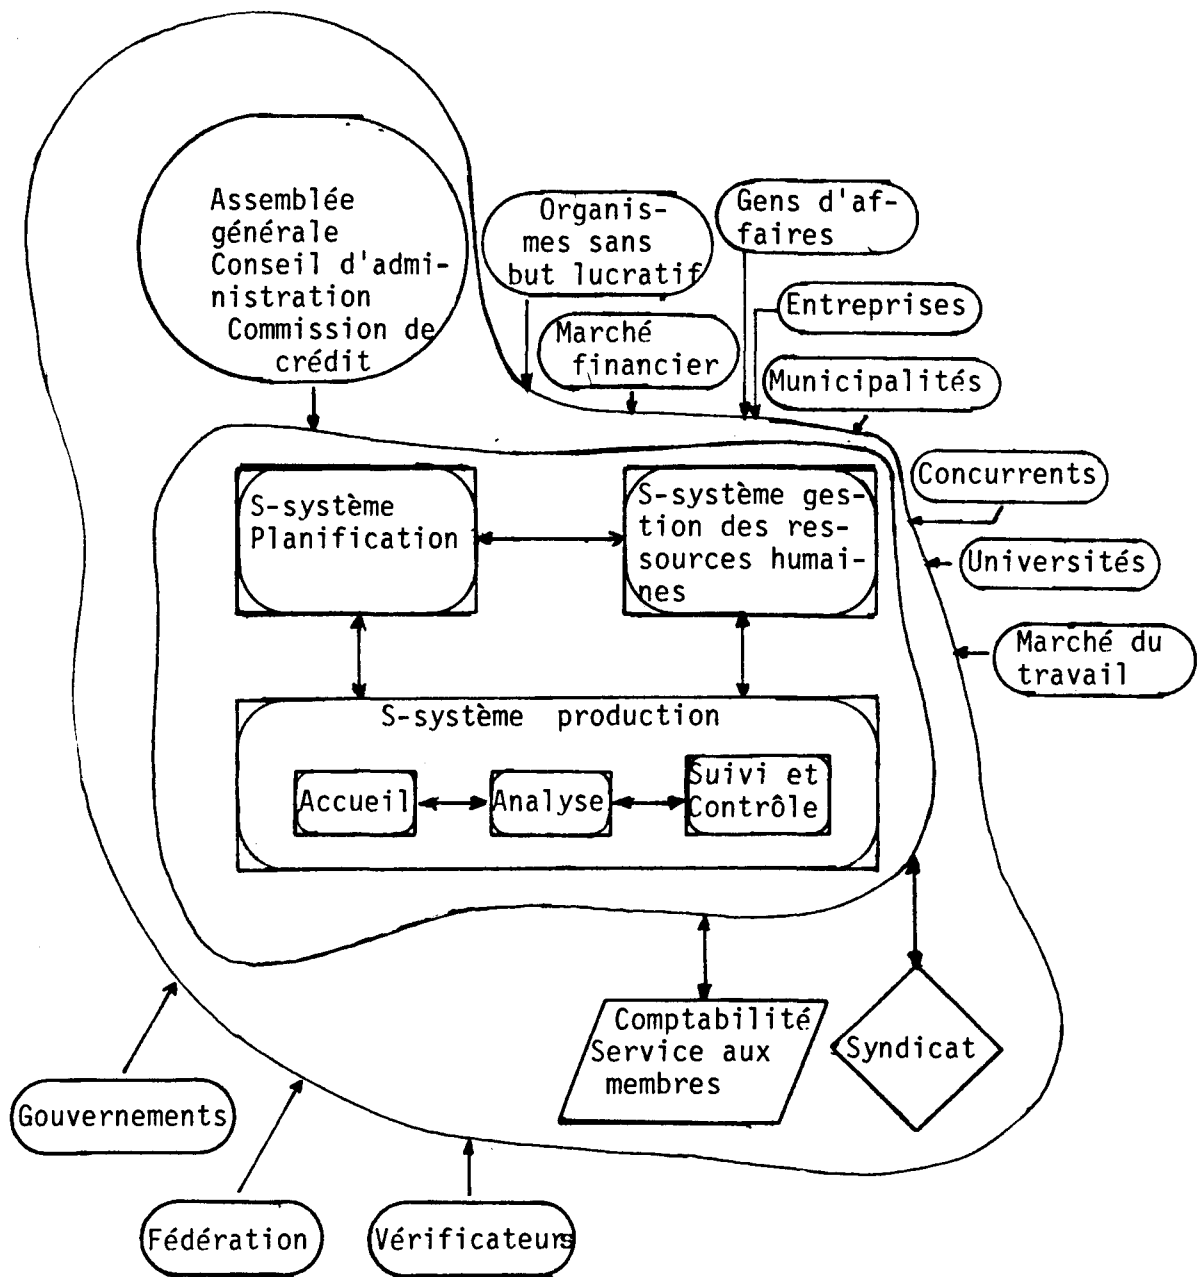 Assemblée
générale
Conseil d'admi-
nistration
Commission de
crédit
Organis-
mes sans
but lucratif
Gens d'af-
faires
Entreprises
Marché
financier
Municipalités
Concurrents
Universités
Marché du
travail
S-système
Planification
S-système ges-
tion des res-
sources humai-
nes
S-système production
Accueil
Analyse
Suivi et
Contrôle
Comptabilité
Service aux
membres
Syndicat
Gouvernements
Fédération
Vérificateurs